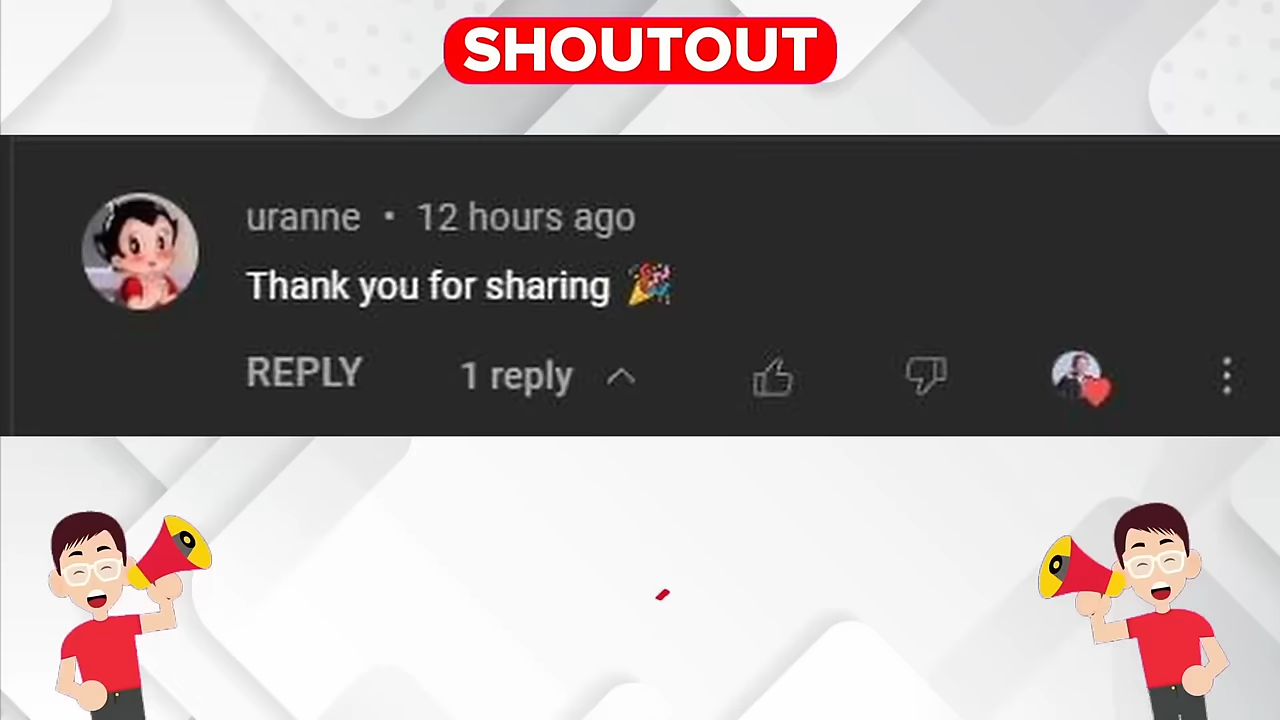 SHOUTOUT
uranne • 12 hours ago
Thank you for sharing 🎉
REPLY 1 reply